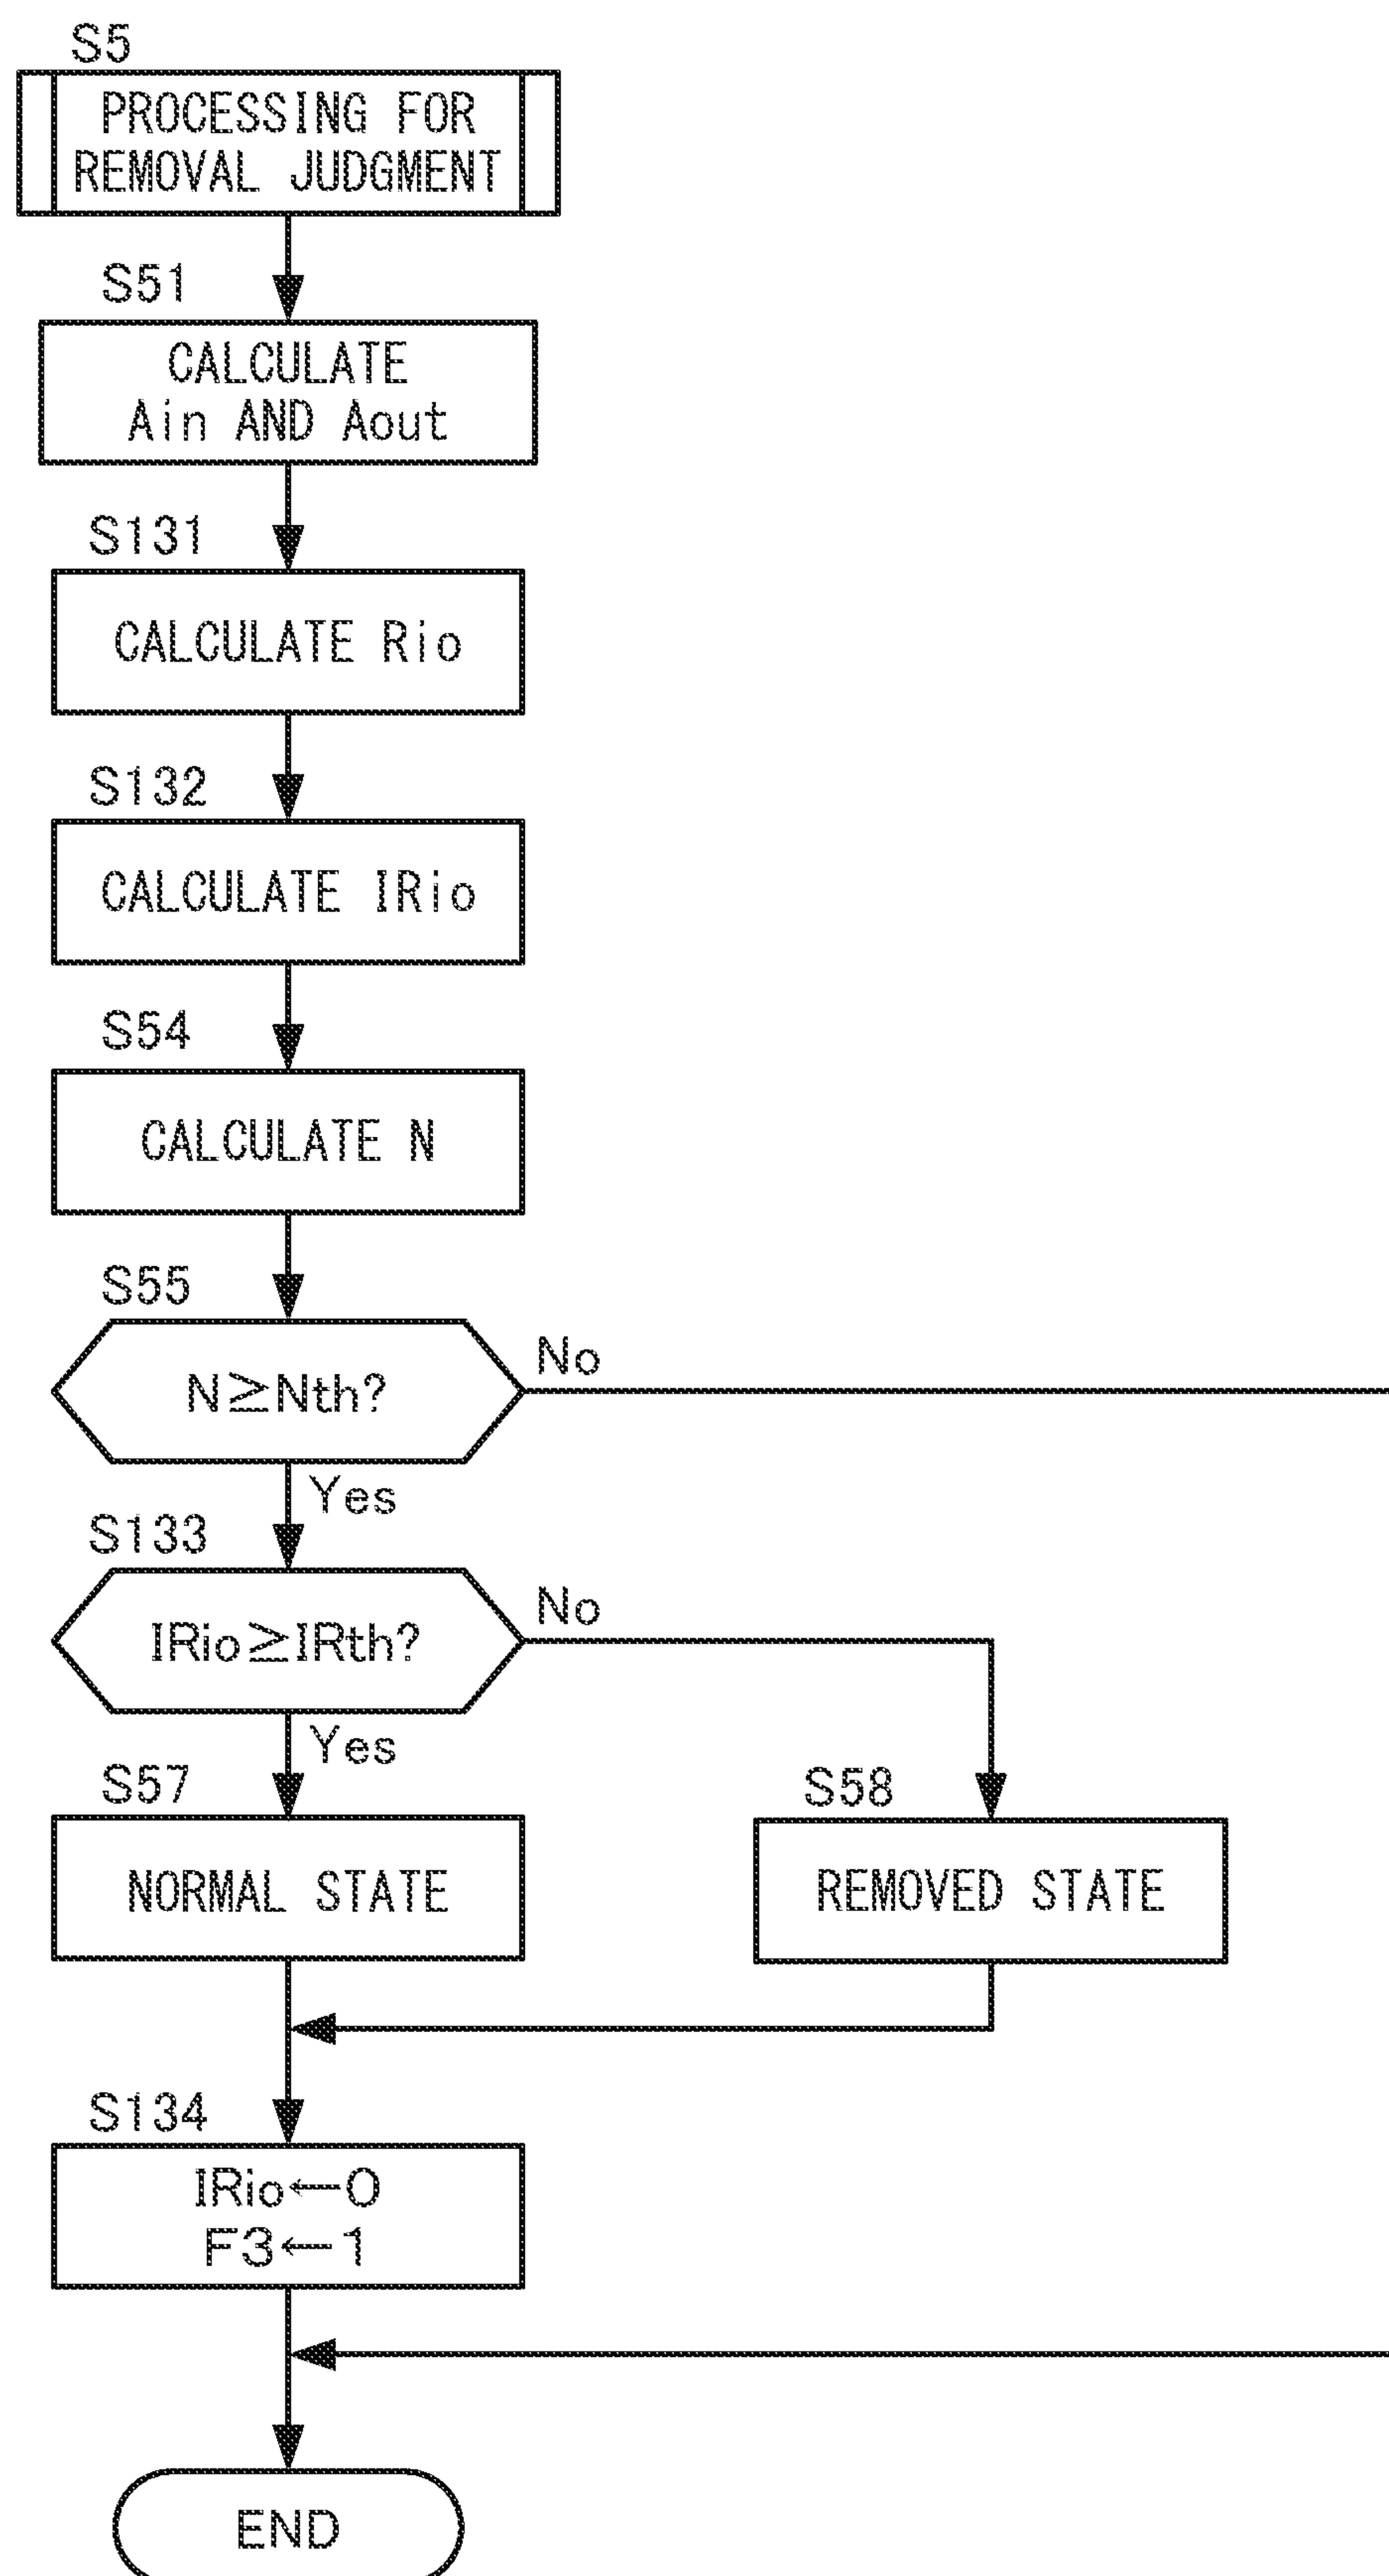 S5
PROCESSING FOR
REMOVAL JUDGMENT
S51
CALCULATE
Ain AND Aout
S131
CALCULATE Rio
S132
CALCULATE IRio
S54
CALCULATE N
S55
N≧Nth?
No
Yes
S133
IRio≧IRth?
No
Yes
S57
NORMAL STATE
S58
REMOVED STATE
S134
IRio←0
F3←1
END